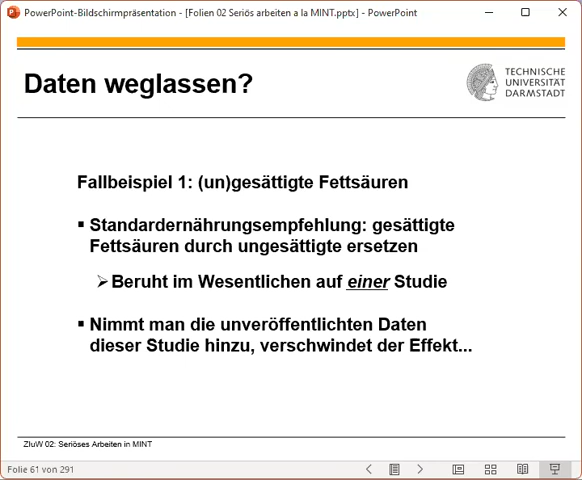 PowerPoint-Bildschirmpräsentation - [Folien 02 Seriös arbeiten a la MINT.pptx] - PowerPoint
Daten weglassen?
TECHNISCHE
UNIVERSITÄT
DARMSTADT
Fallbeispiel 1: (un)gesättigte Fettsäuren
▪ Standardernährungsempfehlung: gesättigte
Fettsäuren durch ungesättigte ersetzen
➢ Beruht im Wesentlichen auf einer Studie
▪ Nimmt man die unveröffentlichten Daten
dieser Studie hinzu, verschwindet der Effekt...
ZIuW 02: Seriöses Arbeiten in MINT
Folie 61 von 291